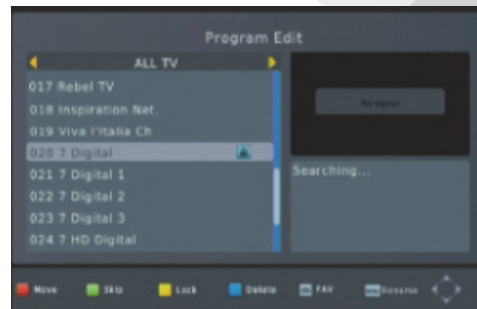 Program Edit
ALL TV
017 Rebel TV
018 Inspiration Net.
019 Viva l'Italia Ch
020 7 Digital
021 7 Digital 1
022 7 Digital 2
023 7 Digital 3
024 7 HD Digital
No signal
Searching...
Move Skip Lock Delete FAV Rename